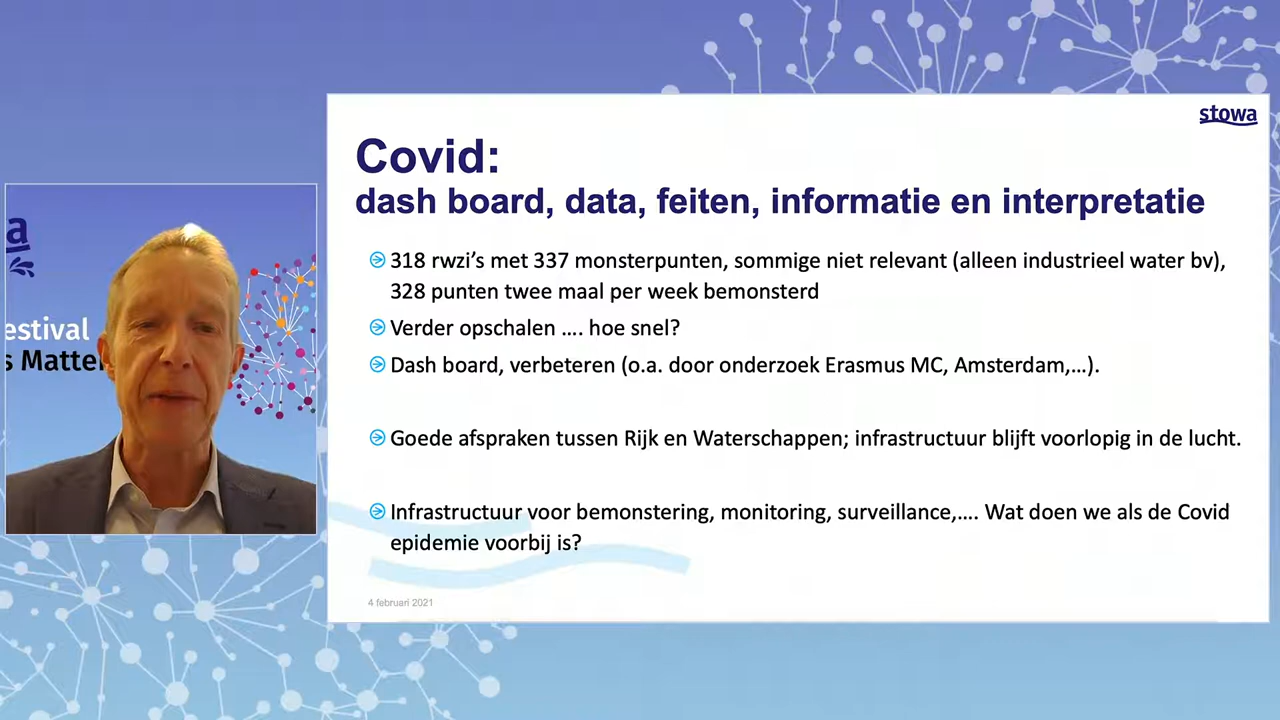 stowa
Covid:
dash board, data, feiten, informatie en interpretatie
318 rwzi’s met 337 monsterpunten, sommige niet relevant (alleen industrieel water bv),
328 punten twee maal per week bemonsterd
Verder opschalen …. hoe snel?
Dash board, verbeteren (o.a. door onderzoek Erasmus MC, Amsterdam,…).
Goede afspraken tussen Rijk en Waterschappen; infrastructuur blijft voorlopig in de lucht.
Infrastructuur voor bemonstering, monitoring, surveillance,…. Wat doen we als de Covid
epidemie voorbij is?
4 februari 2021
a
estival
s Matte